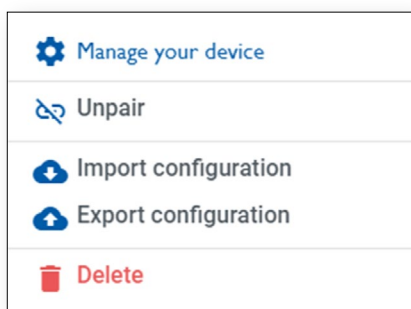 Manage your device
Unpair
Import configuration
Export configuration
Delete